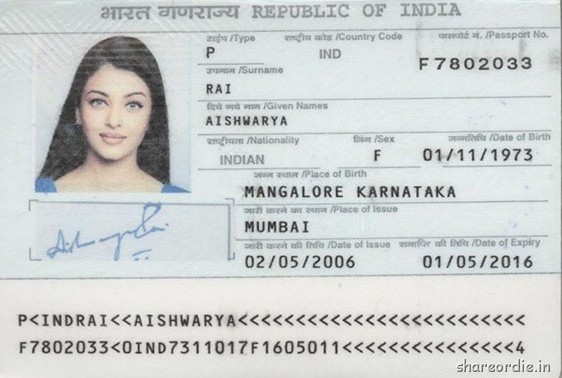 भारत गणराज्य REPUBLIC OF INDIA
टाईप /Type राष्ट्रीय कोड /Country Code पासपोर्ट नं. /Passport No.
P IND F7802033
उपनाम /Surname
RAI
दिये गये नाम /Given Names
AISHWARYA
राष्ट्रीयता /Nationality लिंग /Sex जन्मतिथि /Date of Birth
INDIAN F 01/11/1973
जन्म स्थान /Place of Birth
MANGALORE KARNATAKA
जारी करने का स्थान /Place of Issue
MUMBAI
जारी करने की तिथि /Date of Issue समाप्ति की तिथि /Date of Expiry
02/05/2006 01/05/2016
P<INDRAI<<AISHWARYA<<<<<<<<<<<<<<<<<<<<<<<<<
F7802033<0IND7311017F1605011<<<<<<<<<<<<<<<4
shareordie.in